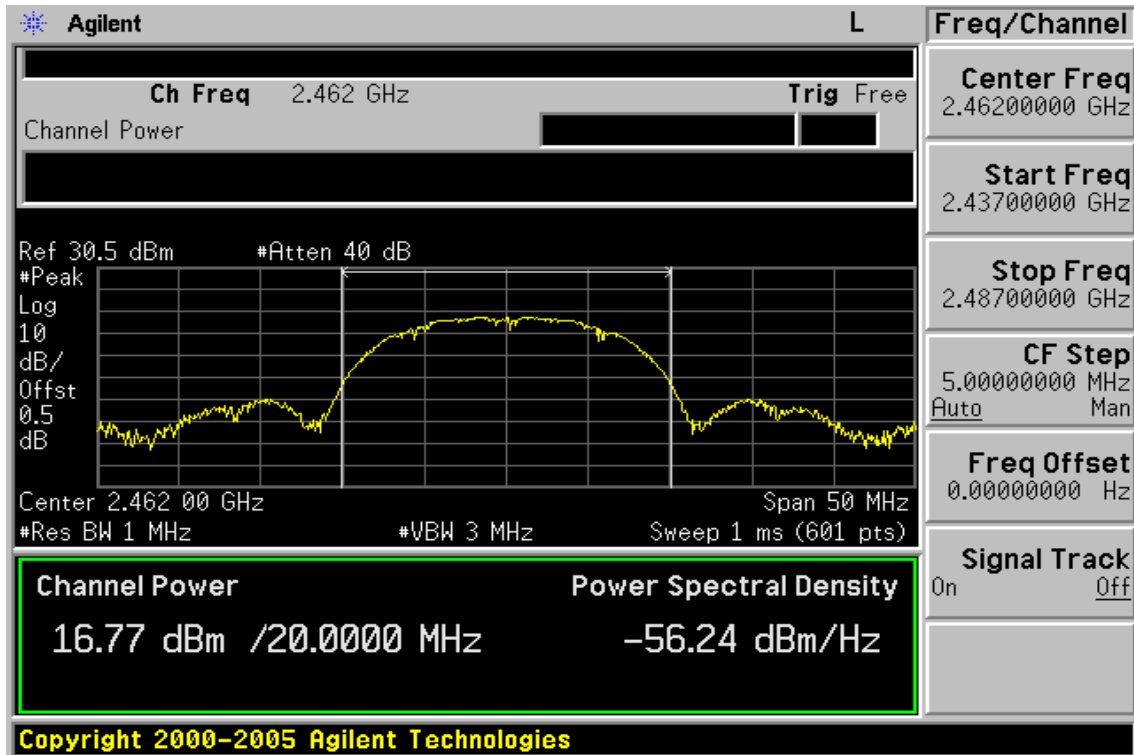 Agilent L Freq/Channel
Ch Freq 2.462 GHz Trig Free
Channel Power
Ref 30.5 dBm #Atten 40 dB
#Peak
Log
10
dB/
Offst
0.5
dB
Center 2.462 00 GHz Span 50 MHz
#Res BW 1 MHz #VBW 3 MHz Sweep 1 ms (601 pts)
Channel Power Power Spectral Density
16.77 dBm /20.0000 MHz -56.24 dBm/Hz
Center Freq
2.46200000 GHz
Start Freq
2.43700000 GHz
Stop Freq
2.48700000 GHz
CF Step
5.00000000 MHz
Auto Man
Freq Offset
0.00000000 Hz
Signal Track
On Off
Copyright 2000-2005 Agilent Technologies